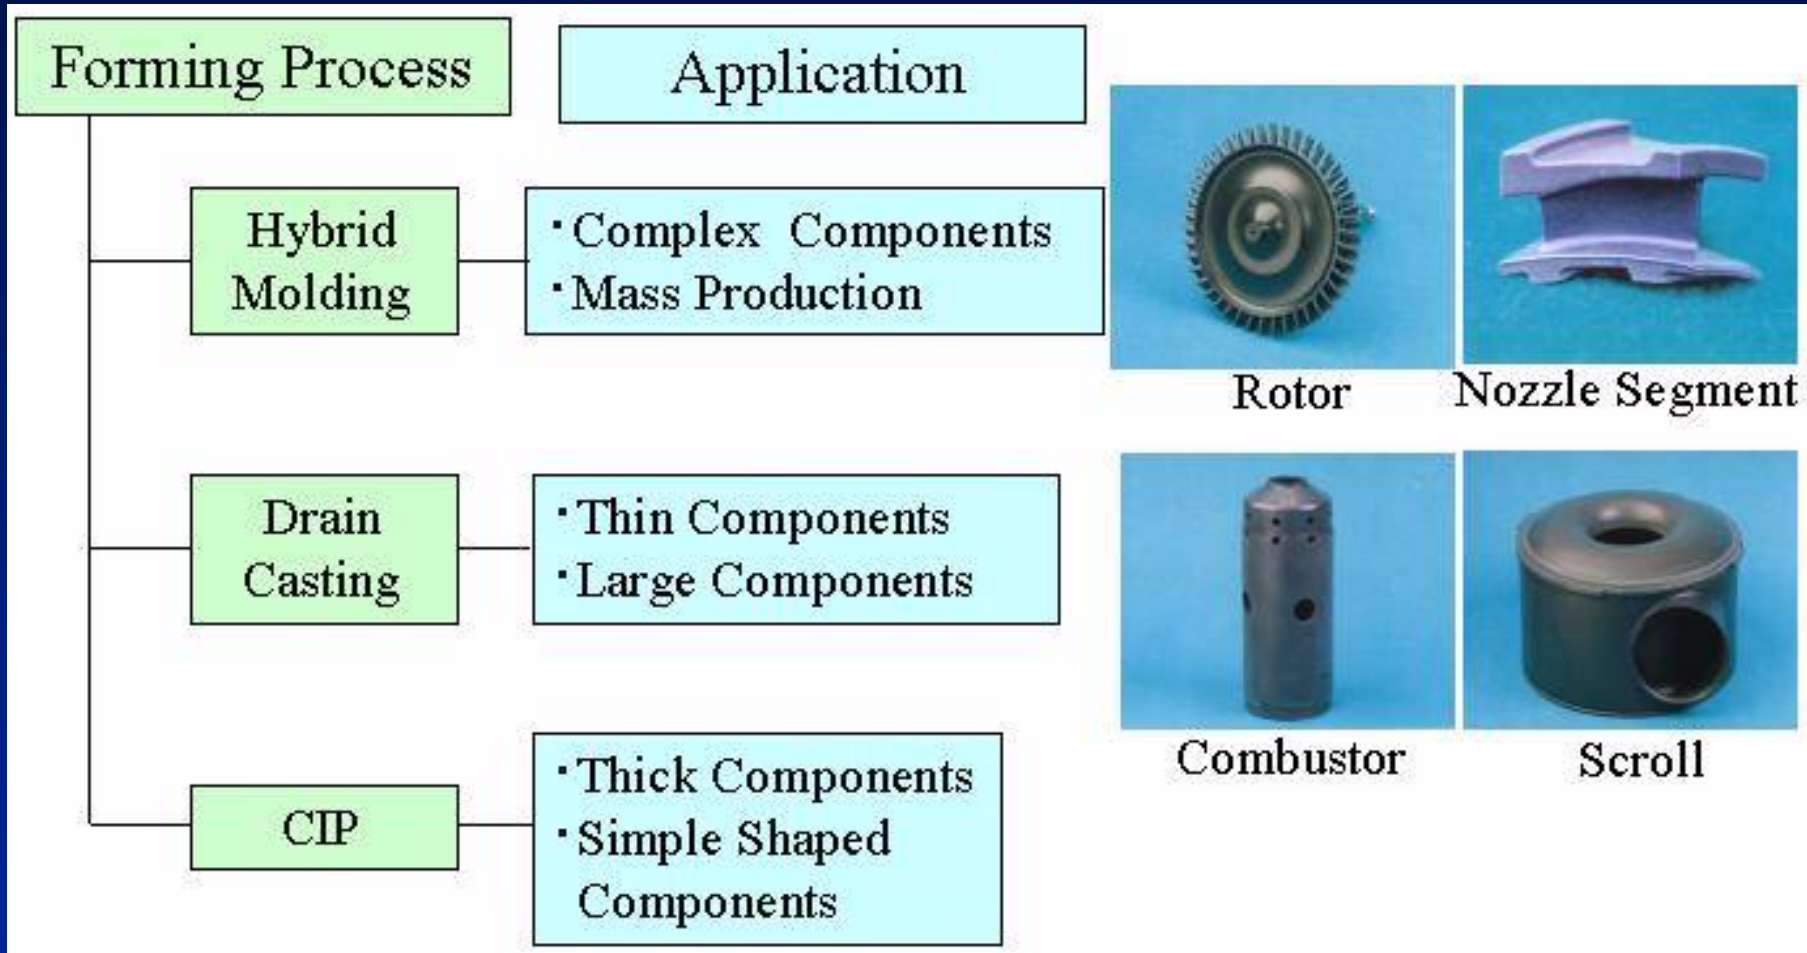 Forming Process
Application
Hybrid
Molding
・Complex Components
・Mass Production
Rotor
Nozzle Segment
Drain
Casting
・Thin Components
・Large Components
Combustor
Scroll
CIP
・Thick Components
・Simple Shaped
Components